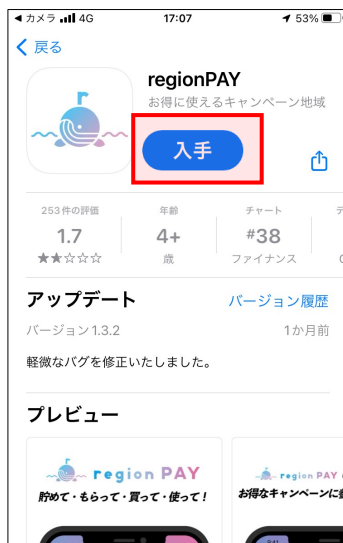 カメラ 4G 17:07 53%
戻る
regionPAY
お得に使えるキャンペーン地域
入手
253件の評価 年齢 チャート
1.7 4+ #38
歳 ファイナンス
アップデート バージョン履歴
バージョン 1.3.2 1か月前
軽微なバグを修正いたしました。
プレビュー
region PAY region PAY
貯めて・もらって・買って・使って! お得なキャンペーンに